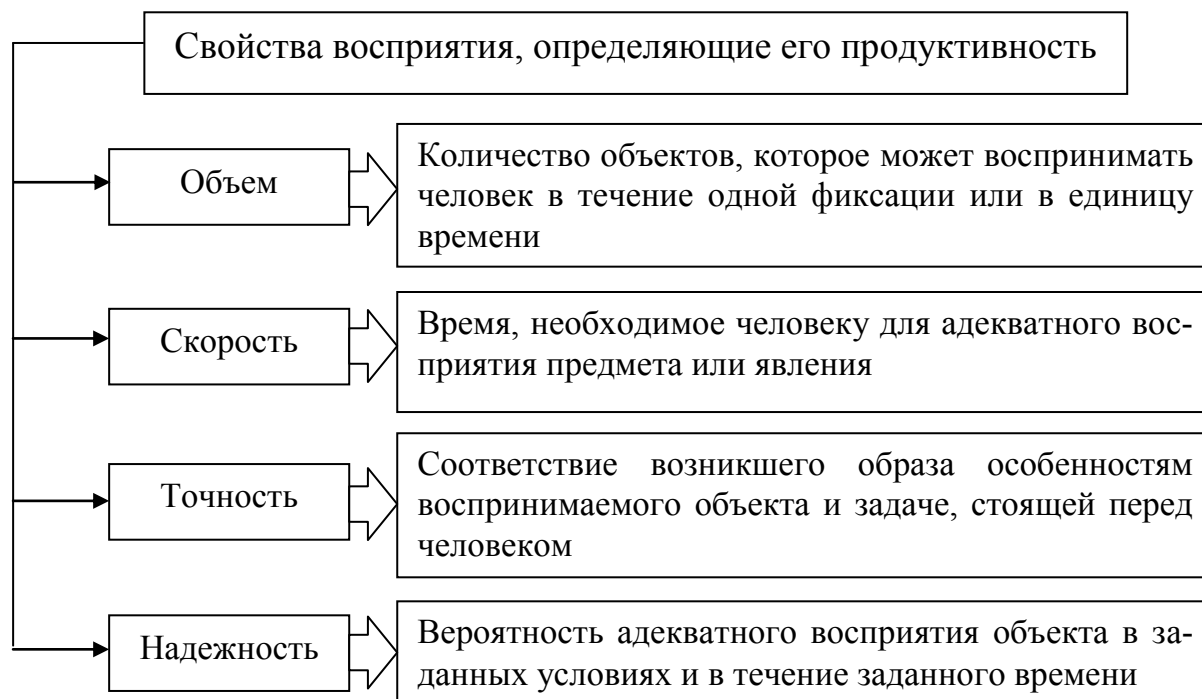 Свойства восприятия, определяющие его продуктивность
Объем
Количество объектов, которое может воспринимать
человек в течение одной фиксации или в единицу
времени
Скорость
Время, необходимое человеку для адекватного вос-
приятия предмета или явления
Точность
Соответствие возникшего образа особенностям
воспринимаемого объекта и задаче, стоящей перед
человеком
Надежность
Вероятность адекватного восприятия объекта в за-
данных условиях и в течение заданного времени